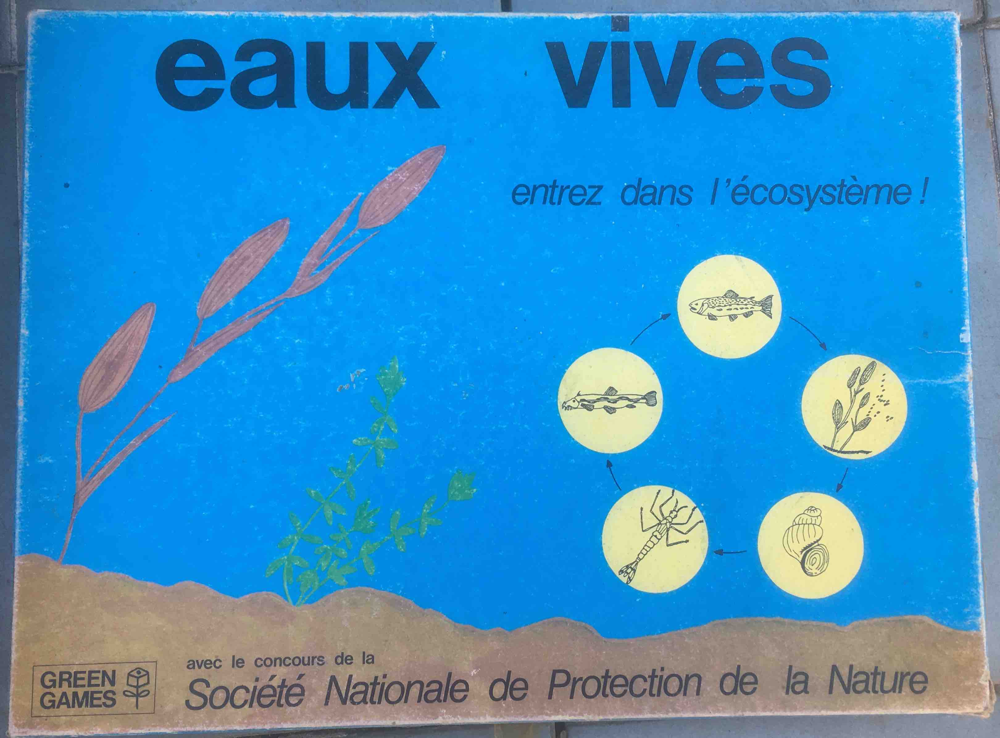 eaux vives
entrez dans l'écosystème !
avec le concours de la
Société Nationale de Protection de la Nature
GREEN
GAMES